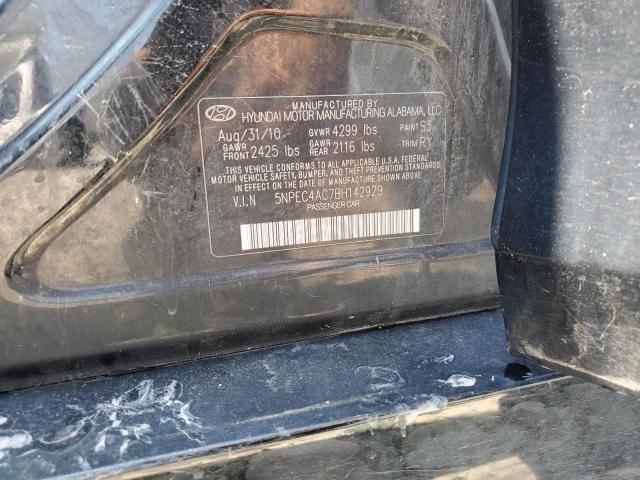 MANUFACTURED BY
HYUNDAI MOTOR MANUFACTURING ALABAMA, LLC
Aug/31/10 GVWR 4299 lbs PAINT S3
GAWR FRONT 2425 lbs GAWR REAR 2116 lbs TRIM RY
THIS VEHICLE CONFORMS TO ALL APPLICABLE U.S.A. FEDERAL
MOTOR VEHICLE SAFETY, BUMPER, AND THEFT PREVENTION
STANDARDS IN EFFECT ON THE DATE OF MANUFACTURE SHOWN ABOVE.
V.I.N 5NPEC4AC7BH142929
PASSENGER CAR